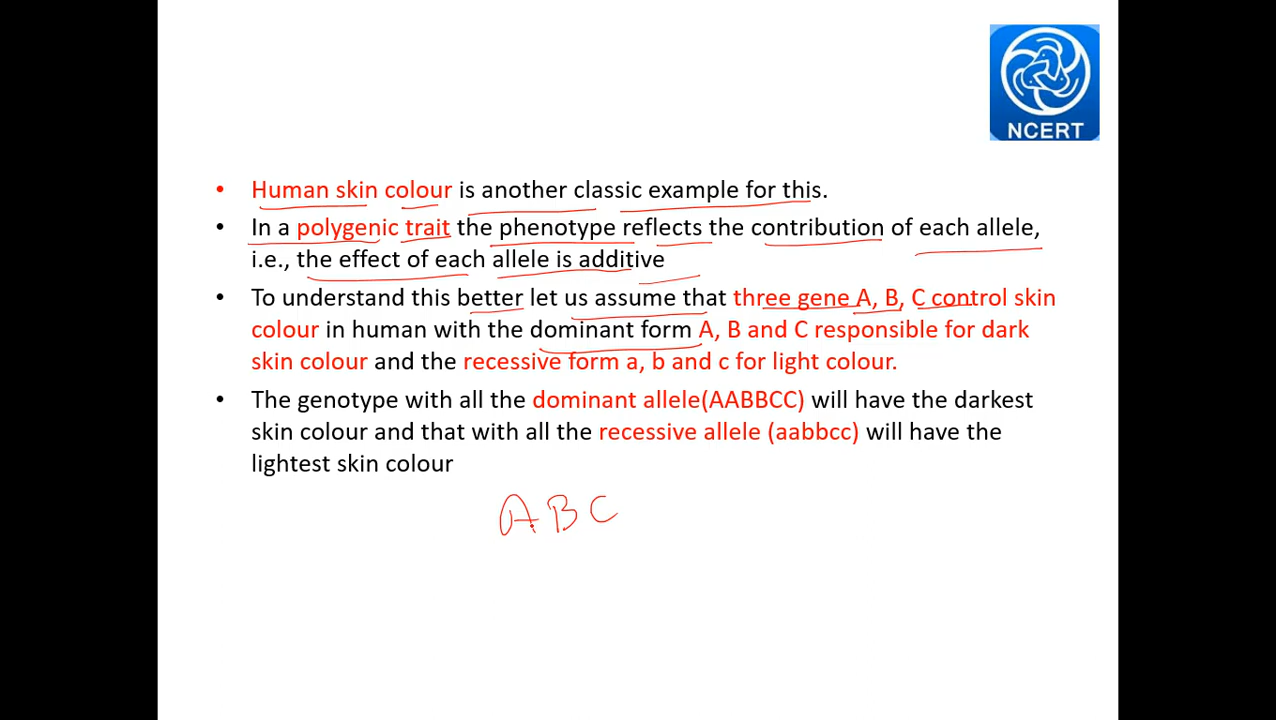 NCERT
• Human skin colour is another classic example for this.
• In a polygenic trait the phenotype reflects the contribution of each allele,
i.e., the effect of each allele is additive
• To understand this better let us assume that three gene A, B, C control skin
colour in human with the dominant form A, B and C responsible for dark
skin colour and the recessive form a, b and c for light colour.
• The genotype with all the dominant allele(AABBCC) will have the darkest
skin colour and that with all the recessive allele (aabbcc) will have the
lightest skin colour
A B C